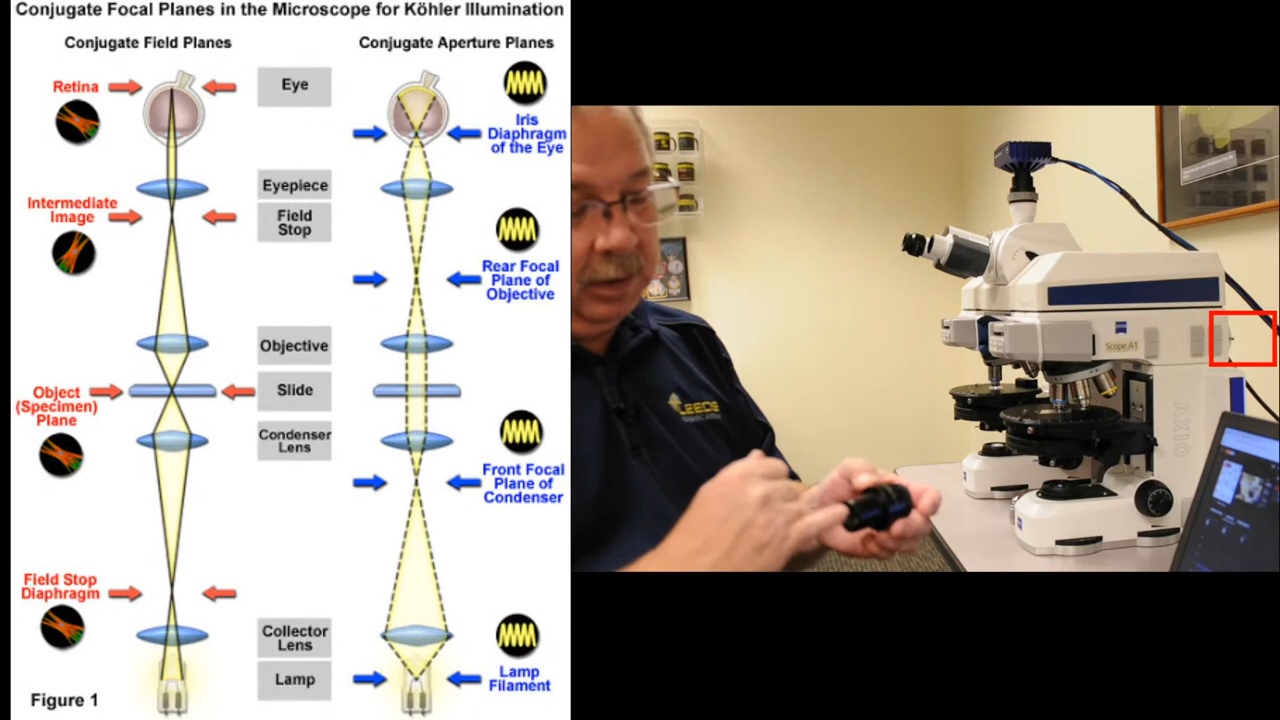 Conjugate Focal Planes in the Microscope for Köhler Illumination
Conjugate Field Planes
Conjugate Aperture Planes
Retina
Eye
Iris
Diaphragm
of the Eye
Eyepiece
Intermediate
Image
Field
Stop
Rear Focal
Plane of
Objective
Objective
Object
(Specimen)
Plane
Slide
Condenser
Lens
Front Focal
Plane of
Condenser
Field Stop
Diaphragm
Collector
Lens
Lamp
Lamp
Filament
Figure 1
LEEDS
ZEISS
Scope.A1
AXIO